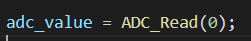 adc_value = ADC_Read(0);